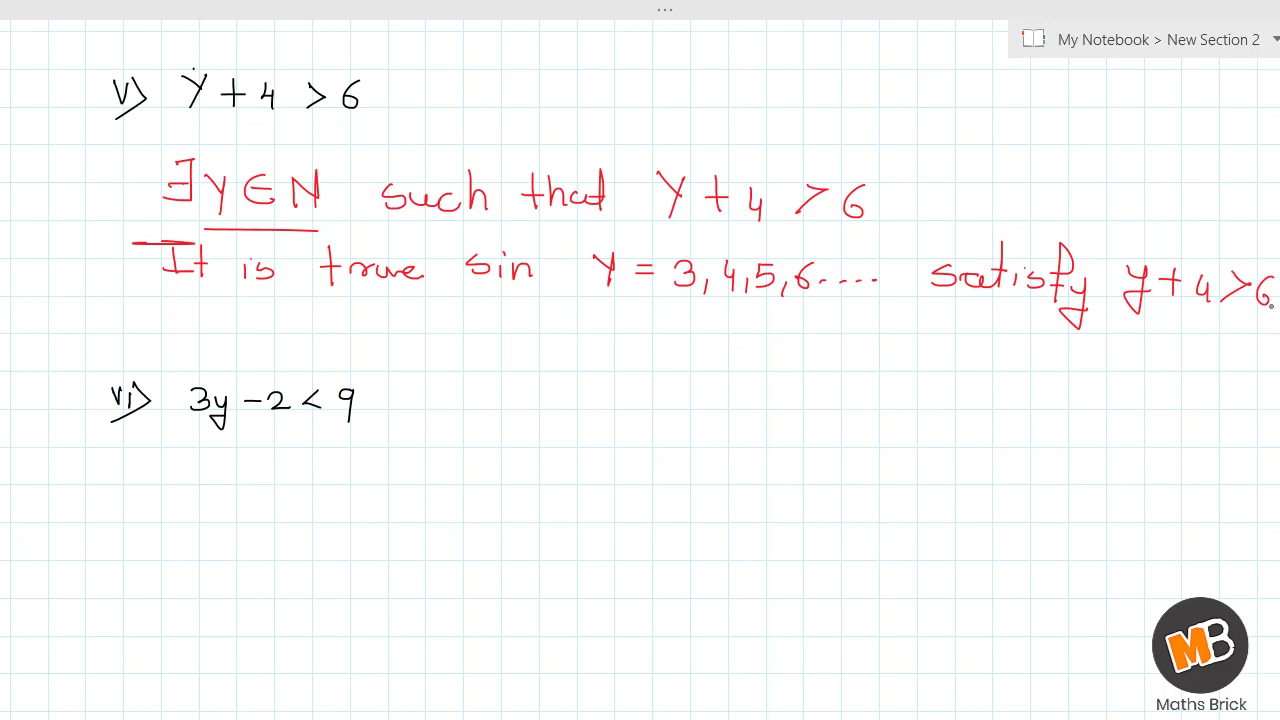 My Notebook > New Section 2
v) Y + 4 > 6
∃ Y ∈ N such that Y + 4 > 6
It is true sin Y = 3, 4, 5, 6.... satisfy y + 4 > 6
vi) 3y - 2 < 9
MB
Maths Brick